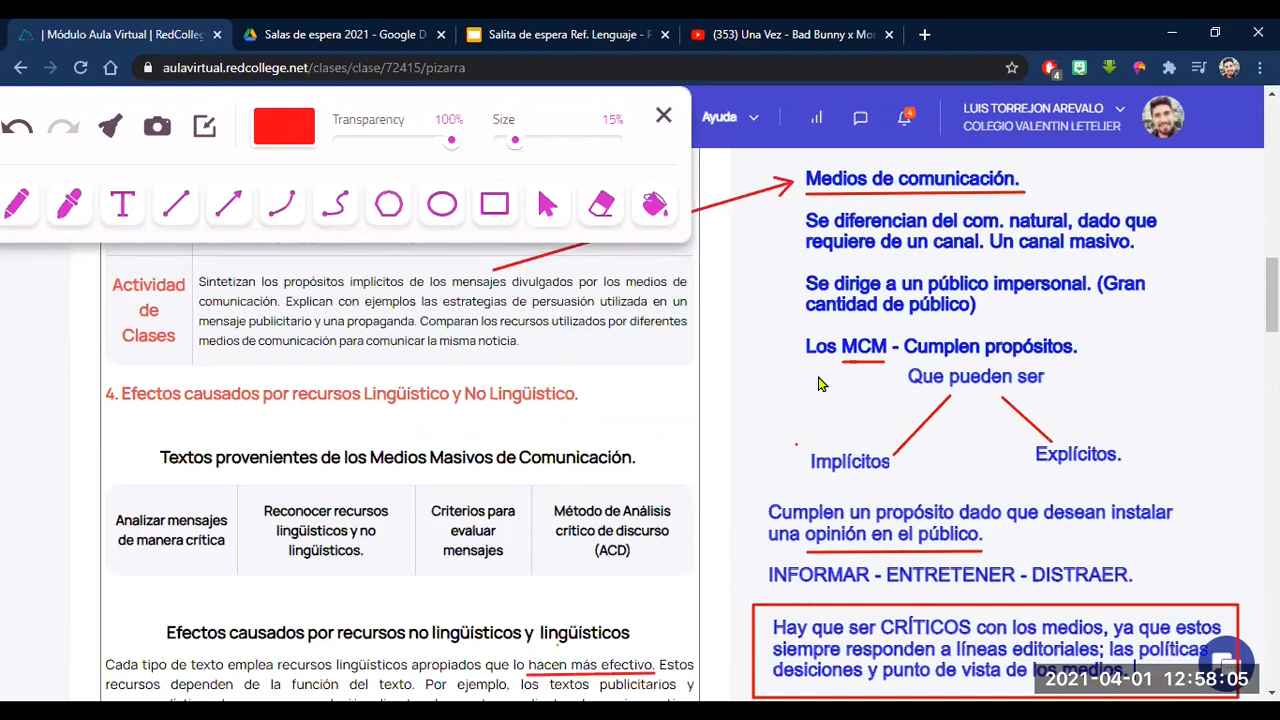 | Módulo Aula Virtual | RedColleg
Salas de espera 2021 - Google D
Salita de espera Ref. Lenguaje - P
(353) Una Vez - Bad Bunny x Mor
aulavirtual.redcollege.net/clases/clase/72415/pizarra
4
Transparency 100%
Size 15%
T
Ayuda
4
LUIS TORREJON AREVALO
COLEGIO VALENTIN LETELIER
Actividad
de
Clases
Sintetizan los propósitos implícitos de los mensajes divulgados por los medios de
comunicación. Explican con ejemplos las estrategias de persuasión utilizada en un
mensaje publicitario y una propaganda. Comparan los recursos utilizados por diferentes
medios de comunicación para comunicar la misma noticia.
4. Efectos causados por recursos Lingüístico y No Lingüístico.
Textos provenientes de los Medios Masivos de Comunicación.
Analizar mensajes
de manera crítica
Reconocer recursos
lingüísticos y no
lingüísticos.
Criterios para
evaluar
mensajes
Método de Análisis
crítico de discurso
(ACD)
Efectos causados por recursos no lingüísticos y lingüísticos
Cada tipo de texto emplea recursos lingüísticos apropiados que lo hacen más efectivo. Estos
recursos dependen de la función del texto. Por ejemplo, los textos publicitarios y
Medios de comunicación.
Se diferencian del com. natural, dado que
requiere de un canal. Un canal masivo.
Se dirige a un público impersonal. (Gran
cantidad de público)
Los MCM - Cumplen propósitos.
Que pueden ser
Implícitos
Explícitos.
Cumplen un propósito dado que desean instalar
una opinión en el público.
INFORMAR - ENTRETENER - DISTRAER.
Hay que ser CRÍTICOS con los medios, ya que estos
siempre responden a líneas editoriales; las políticas
desiciones y punto de vista de los medios.
2021-04-01 12:58:05